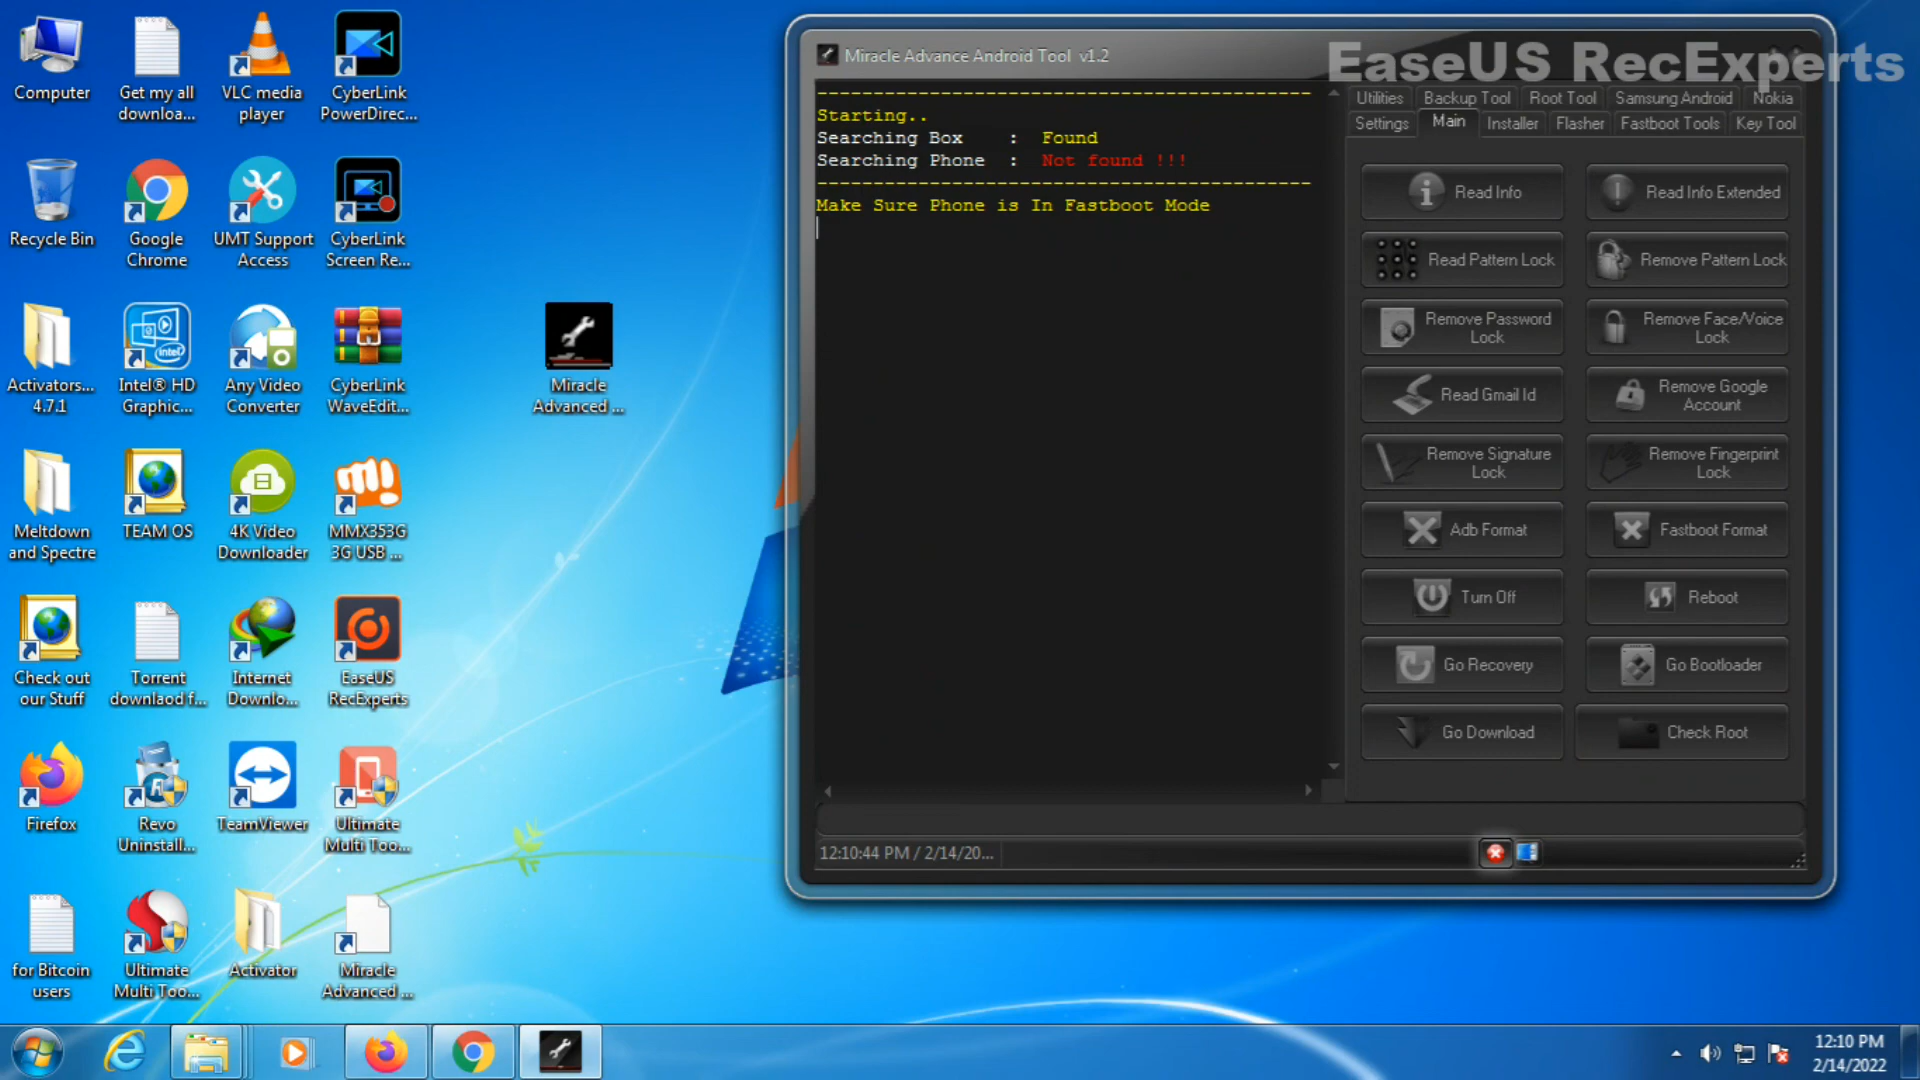 Computer
Get my all
downloa...
VLC media
player
CyberLink
PowerDirec...
Recycle Bin
Google
Chrome
UMT Support
Access
CyberLink
Screen Re...
Activators...
4.7.1
Intel® HD
Graphic...
Any Video
Converter
CyberLink
WaveEdit...
Miracle
Advanced ...
Meltdown
and Spectre
TEAM OS
4K Video
Downloader
MMX353G
3G USB ...
Check out
our Stuff
Torrent
downlaod f...
Internet
Downlo...
EaseUS
RecExperts
Firefox
Revo
Uninstall...
TeamViewer
Ultimate
Multi Too...
for Bitcoin
users
Ultimate
Multi Too...
Activator
Miracle
Advanced ...
Miracle Advance Android Tool v1.2
EaseUS RecExperts
Starting..
Searching Box : Found
Searching Phone : Not found !!!
Make Sure Phone is In Fastboot Mode
Utilities Backup Tool Root Tool Samsung Android Nokia
Settings Main Installer Flasher Fastboot Tools Key Tool
Read Info
Read Info Extended
Read Pattern Lock
Remove Pattern Lock
Remove Password
Lock
Remove Face/Voice
Lock
Read Gmail Id
Remove Google
Account
Remove Signature
Lock
Remove Fingerprint
Lock
Adb Format
Fastboot Format
Turn Off
Reboot
Go Recovery
Go Bootloader
Go Download
Check Root
12:10:44 PM / 2/14/20...
12:10 PM
2/14/2022